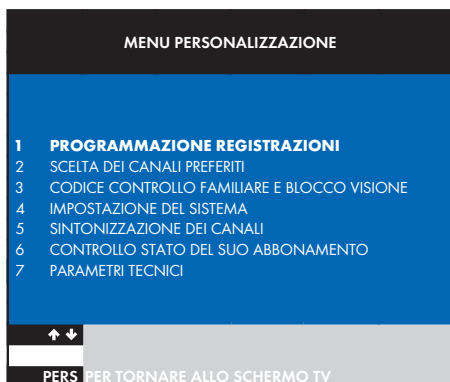 MENU PERSONALIZZAZIONE
1 PROGRAMMAZIONE REGISTRAZIONI
2 SCELTA DEI CANALI PREFERITI
3 CODICE CONTROLLO FAMILIARE E BLOCCO VISIONE
4 IMPOSTAZIONE DEL SISTEMA
5 SINTONIZZAZIONE DEI CANALI
6 CONTROLLO STATO DEL SUO ABBONAMENTO
7 PARAMETRI TECNICI
PERS PER TORNARE ALLO SCHERMO TV